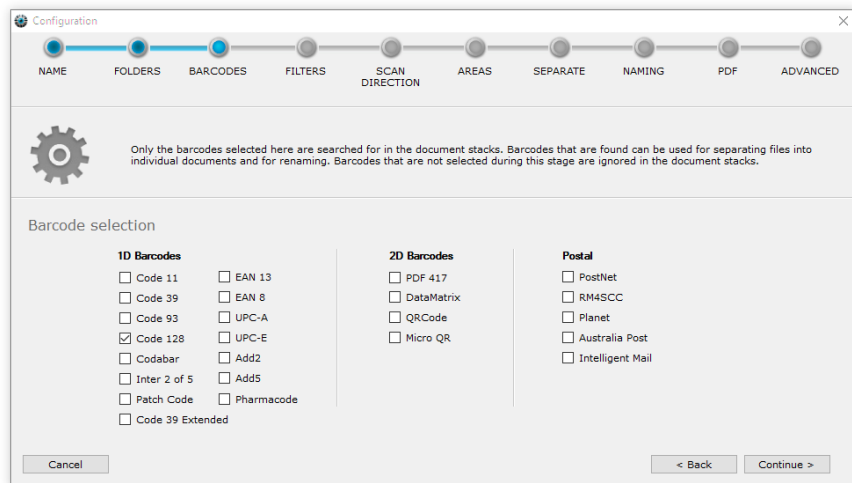 Configuration
NAME
FOLDERS
BARCODES
FILTERS
SCAN
DIRECTION
AREAS
SEPARATE
NAMING
PDF
ADVANCED
Only the barcodes selected here are searched for in the document stacks. Barcodes that are found can be used for separating files into
individual documents and for renaming. Barcodes that are not selected during this stage are ignored in the document stacks.
Barcode selection
1D Barcodes
Code 11
Code 39
Code 93
Code 128
Codabar
Inter 2 of 5
Patch Code
Code 39 Extended
EAN 13
EAN 8
UPC-A
UPC-E
Add2
Add5
Pharmacode
2D Barcodes
PDF 417
DataMatrix
QRCode
Micro QR
Postal
PostNet
RM4SCC
Planet
Australia Post
Intelligent Mail
Cancel
< Back
Continue >